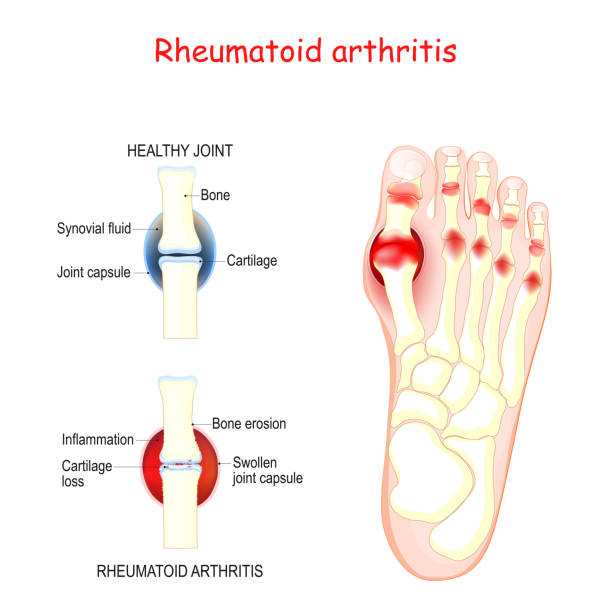 Rheumatoid arthritis
HEALTHY JOINT
Bone
Synovial fluid
Cartilage
Joint capsule
Bone erosion
Inflammation
Cartilage
loss
Swollen
joint capsule
RHEUMATOID ARTHRITIS